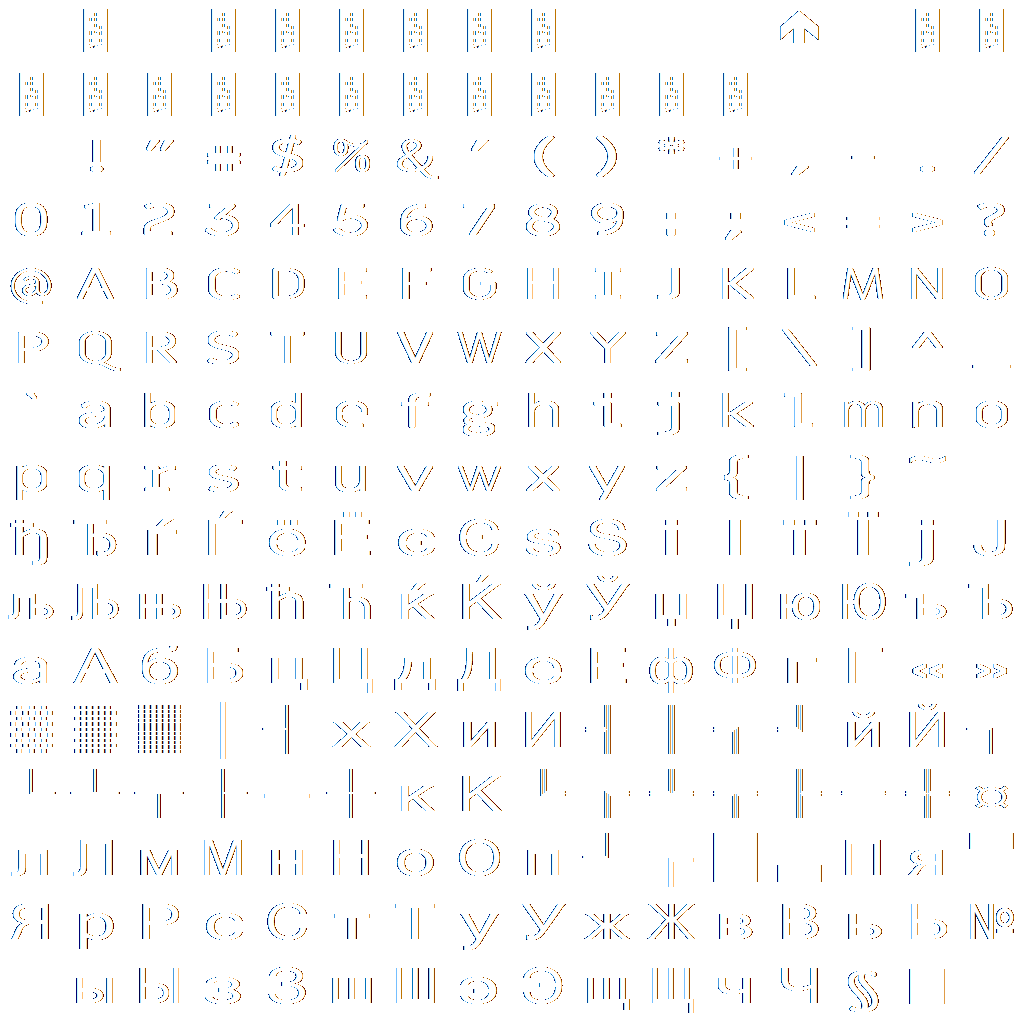 ! " # $ % & ' ( ) * + , - . /
0 1 2 3 4 5 6 7 8 9 : ; < = > ?
@ A B C D E F G H I J K L M N O
P Q R S T U V W X Y Z [ \ ] ^ _
` a b c d e f g h i j k l m n o
p q r s t u v w x y z { | } ~
ђ Ђ ѓ Ѓ ё Ё є Є ѕ Ѕ і І ї Ї ј Ј
љ Љ њ Њ ћ Ћ ќ Ќ ў Ў џ Џ ю Ю ъ Ъ
а А б Б ц Ц д Д е Е ф Ф г Г « »
░ ▒ ▓ │ ┤ х Х и И ╣ ║ ╗ ╝ й Й ┐
└ ┴ ┬ ├ ─ ┼ к К ╚ ╔ ╩ ╦ ╠ ═ ╬ ¤
л Л м М н Н о О п ┘ ┌ █ ▄ П я ▀
Я р Р с С т Т у У ж Ж в В ь Ь №
ы Ы з З ш Ш э Э щ Щ ч Ч § ■